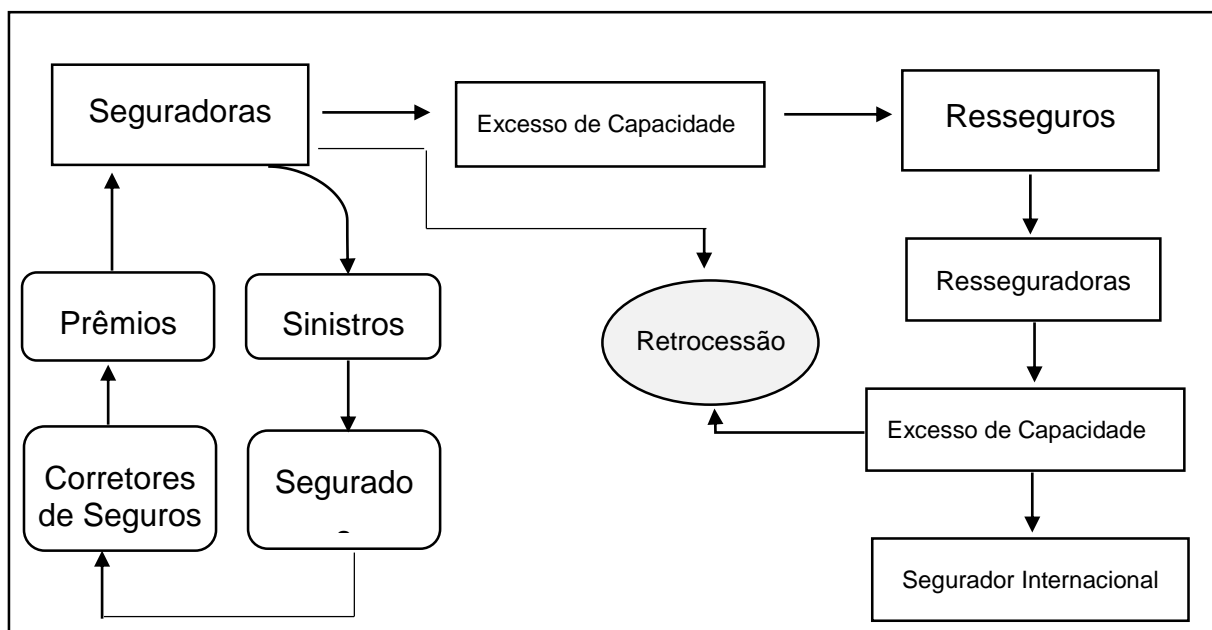 Seguradoras
Excesso de Capacidade
Resseguros
Prêmios
Sinistros
Retrocessão
Resseguradoras
Corretores
de Seguros
Segurado
Excesso de Capacidade
Segurador Internacional